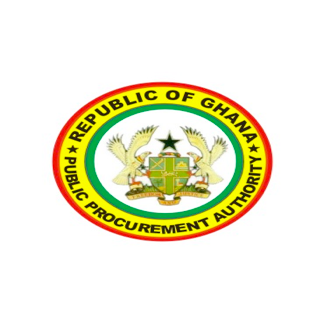 REPUBLIC OF GHANA
PUBLIC PROCUREMENT AUTHORITY